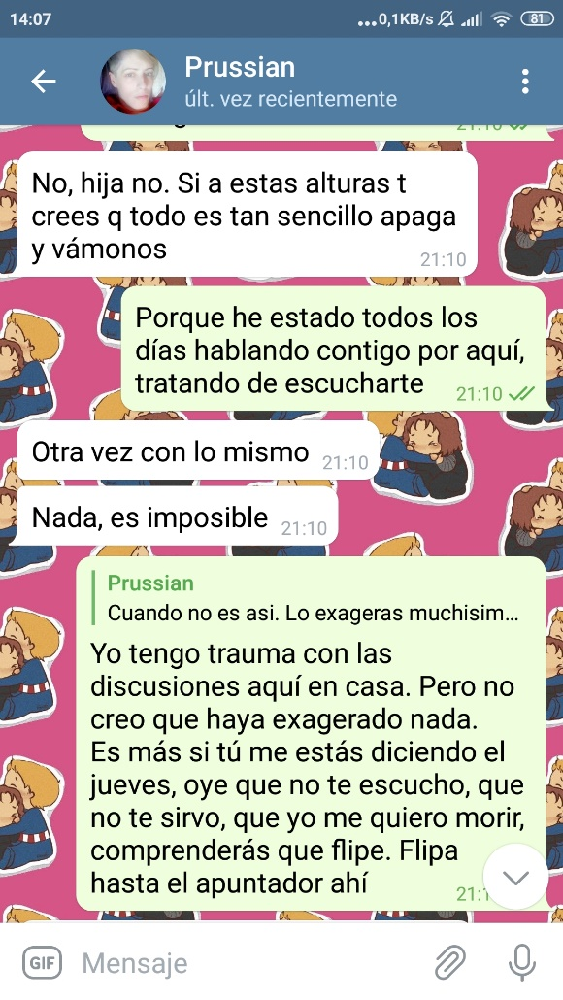 14:07
...0,1KB/s
81
Prussian
últ. vez recientemente
21:10
No, hija no. Si a estas alturas t
crees q todo es tan sencillo apaga
y vámonos
21:10
Porque he estado todos los
días hablando contigo por aquí,
tratando de escucharte
21:10
Otra vez con lo mismo
21:10
Nada, es imposible
21:10
Prussian
Cuando no es asi. Lo exageras muchisim...
Yo tengo trauma con las
discusiones aquí en casa. Pero no
creo que haya exagerado nada.
Es más si tú me estás diciendo el
jueves, oye que no te escucho, que
no te sirvo, que yo me quiero morir,
comprenderás que flipe. Flipa
hasta el apuntador ahí
GIF
Mensaje